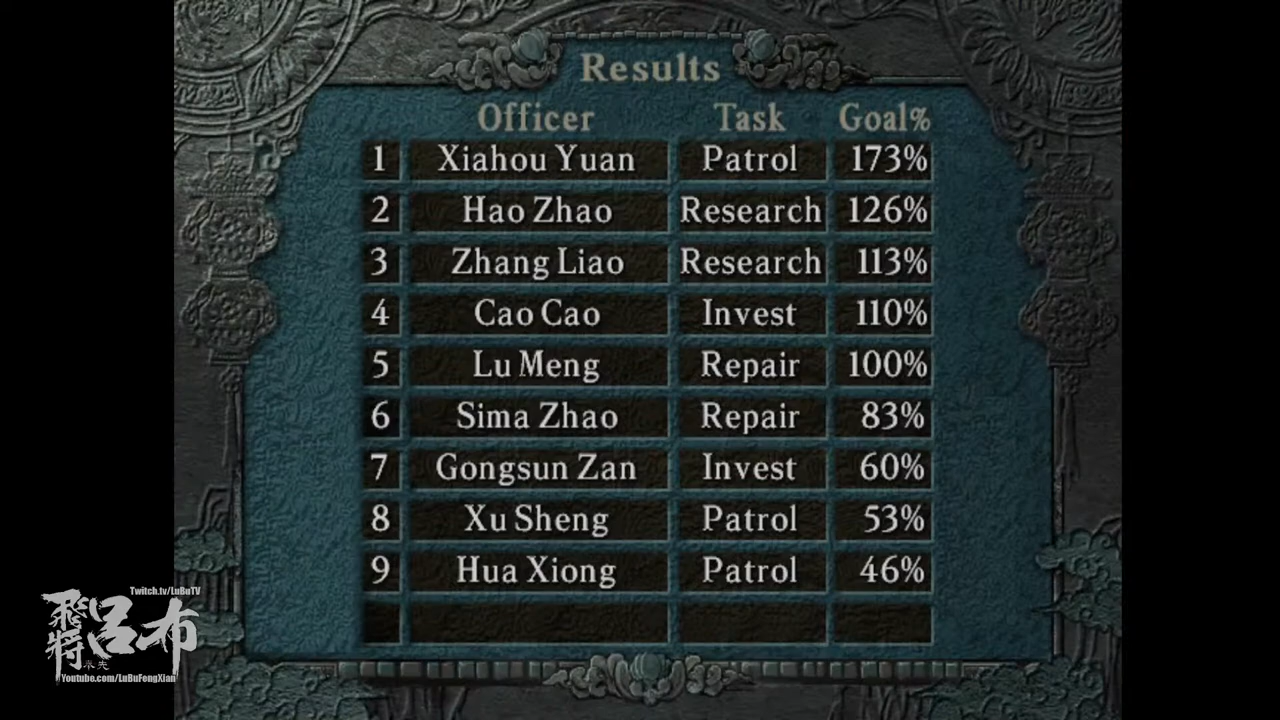 Results
Officer Task Goal%
1 Xiahou Yuan Patrol 173%
2 Hao Zhao Research 126%
3 Zhang Liao Research 113%
4 Cao Cao Invest 110%
5 Lu Meng Repair 100%
6 Sima Zhao Repair 83%
7 Gongsun Zan Invest 60%
8 Xu Sheng Patrol 53%
9 Hua Xiong Patrol 46%
Twitch.tv/LuBuTV
飛將呂布
奉先
Youtube.com/LuBuFengXian